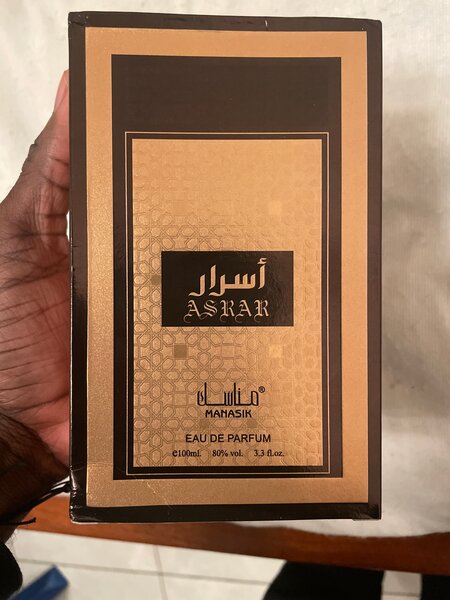 أسرار
ASRAR
مناسك®
MANASIK
EAU DE PARFUM
℮100ml. 80% vol. 3.3 fl.oz.